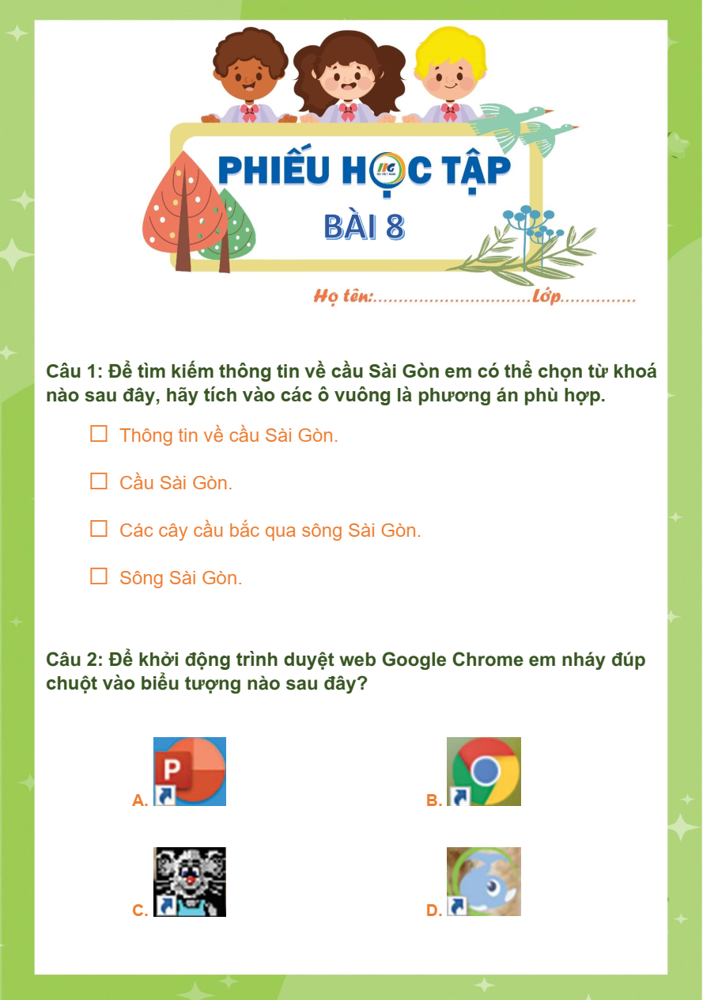 PHIẾU HỌC TẬP
BÀI 8
Họ tên:................................Lớp...............
Câu 1: Để tìm kiếm thông tin về cầu Sài Gòn em có thể chọn từ khoá
nào sau đây, hãy tích vào các ô vuông là phương án phù hợp.
☐ Thông tin về cầu Sài Gòn.
☐ Cầu Sài Gòn.
☐ Các cây cầu bắc qua sông Sài Gòn.
☐ Sông Sài Gòn.
Câu 2: Để khởi động trình duyệt web Google Chrome em nháy đúp
chuột vào biểu tượng nào sau đây?
P
A. B.
C. D.